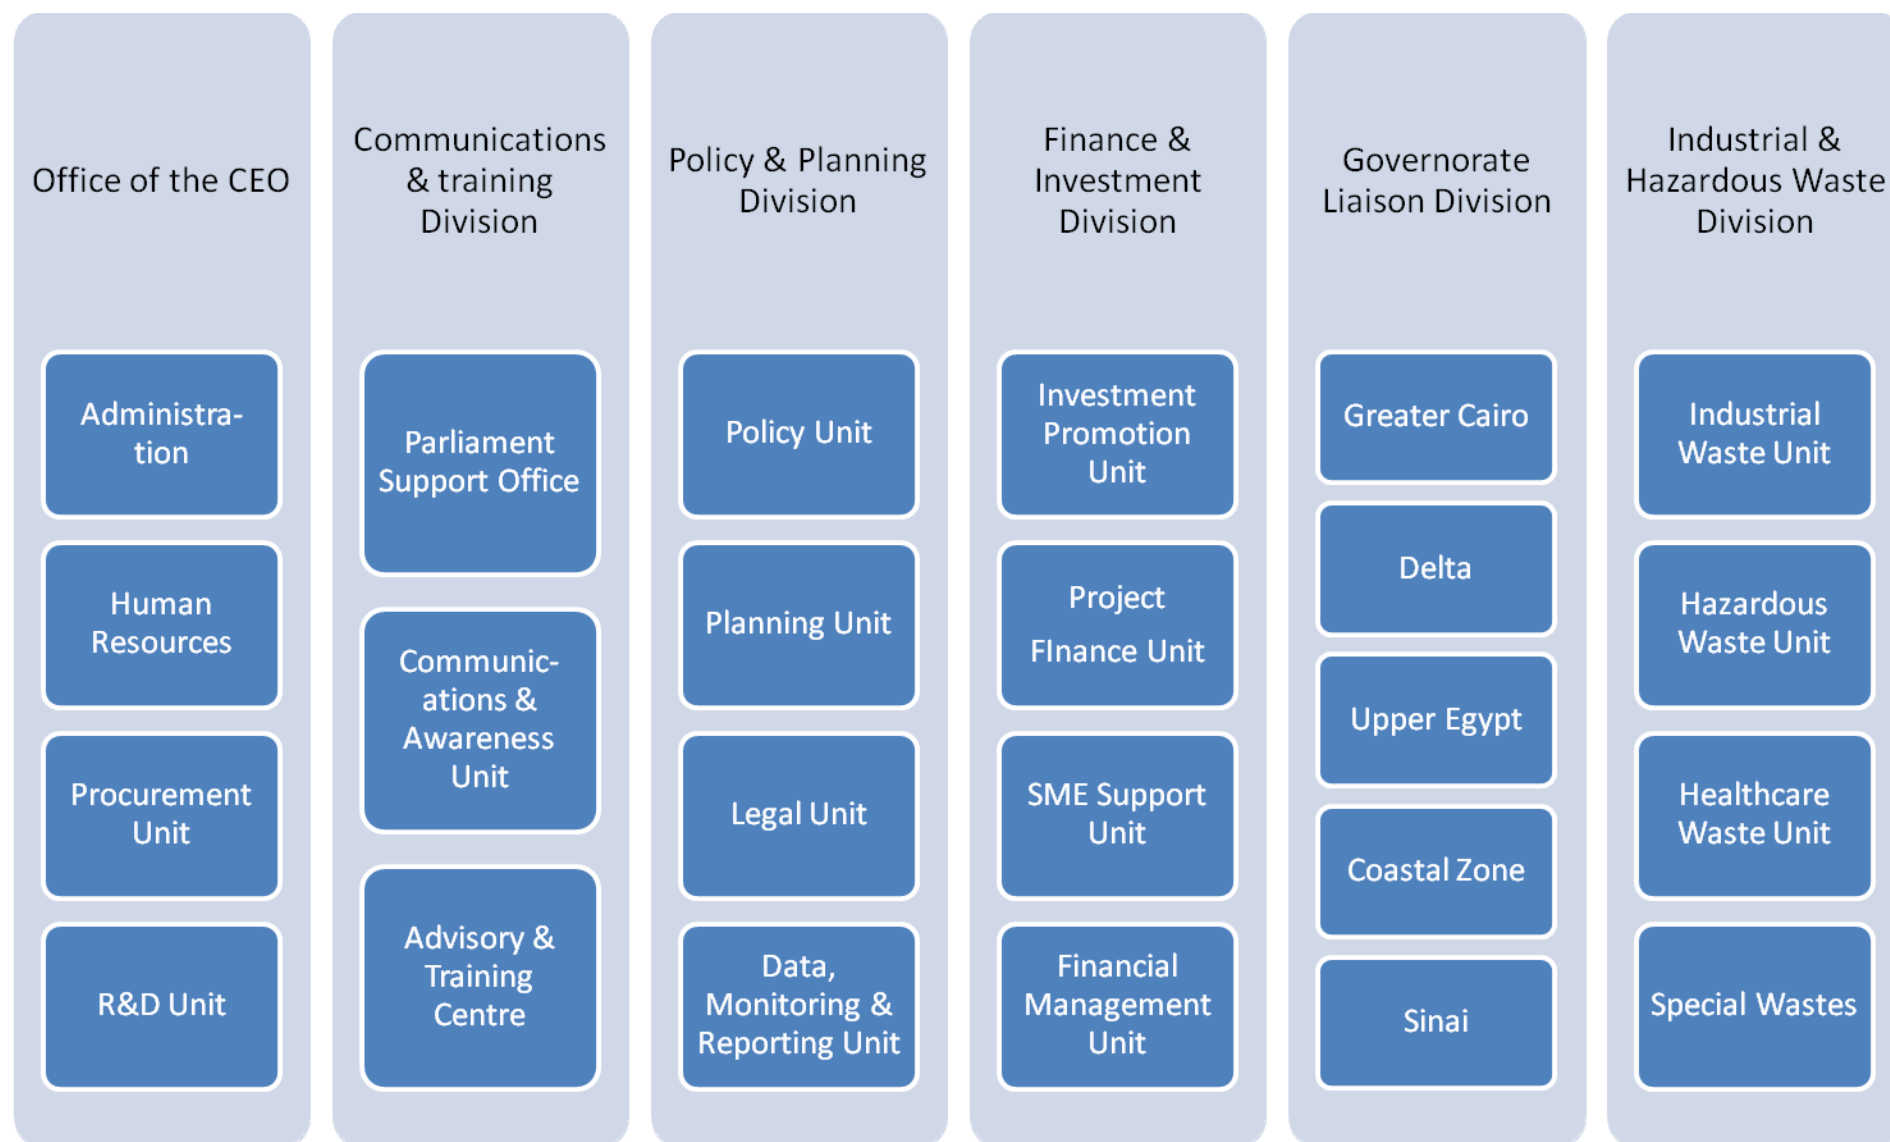 Office of the CEO
Administra-
tion
Human
Resources
Procurement
Unit
R&D Unit
Communications
& training
Division
Parliament
Support Office
Communic-
ations &
Awareness
Unit
Advisory &
Training
Centre
Policy & Planning
Division
Policy Unit
Planning Unit
Legal Unit
Data,
Monitoring &
Reporting Unit
Finance &
Investment
Division
Investment
Promotion
Unit
Project
FInance Unit
SME Support
Unit
Financial
Management
Unit
Governorate
Liaison Division
Greater Cairo
Delta
Upper Egypt
Coastal Zone
Sinai
Industrial &
Hazardous Waste
Division
Industrial
Waste Unit
Hazardous
Waste Unit
Healthcare
Waste Unit
Special Wastes